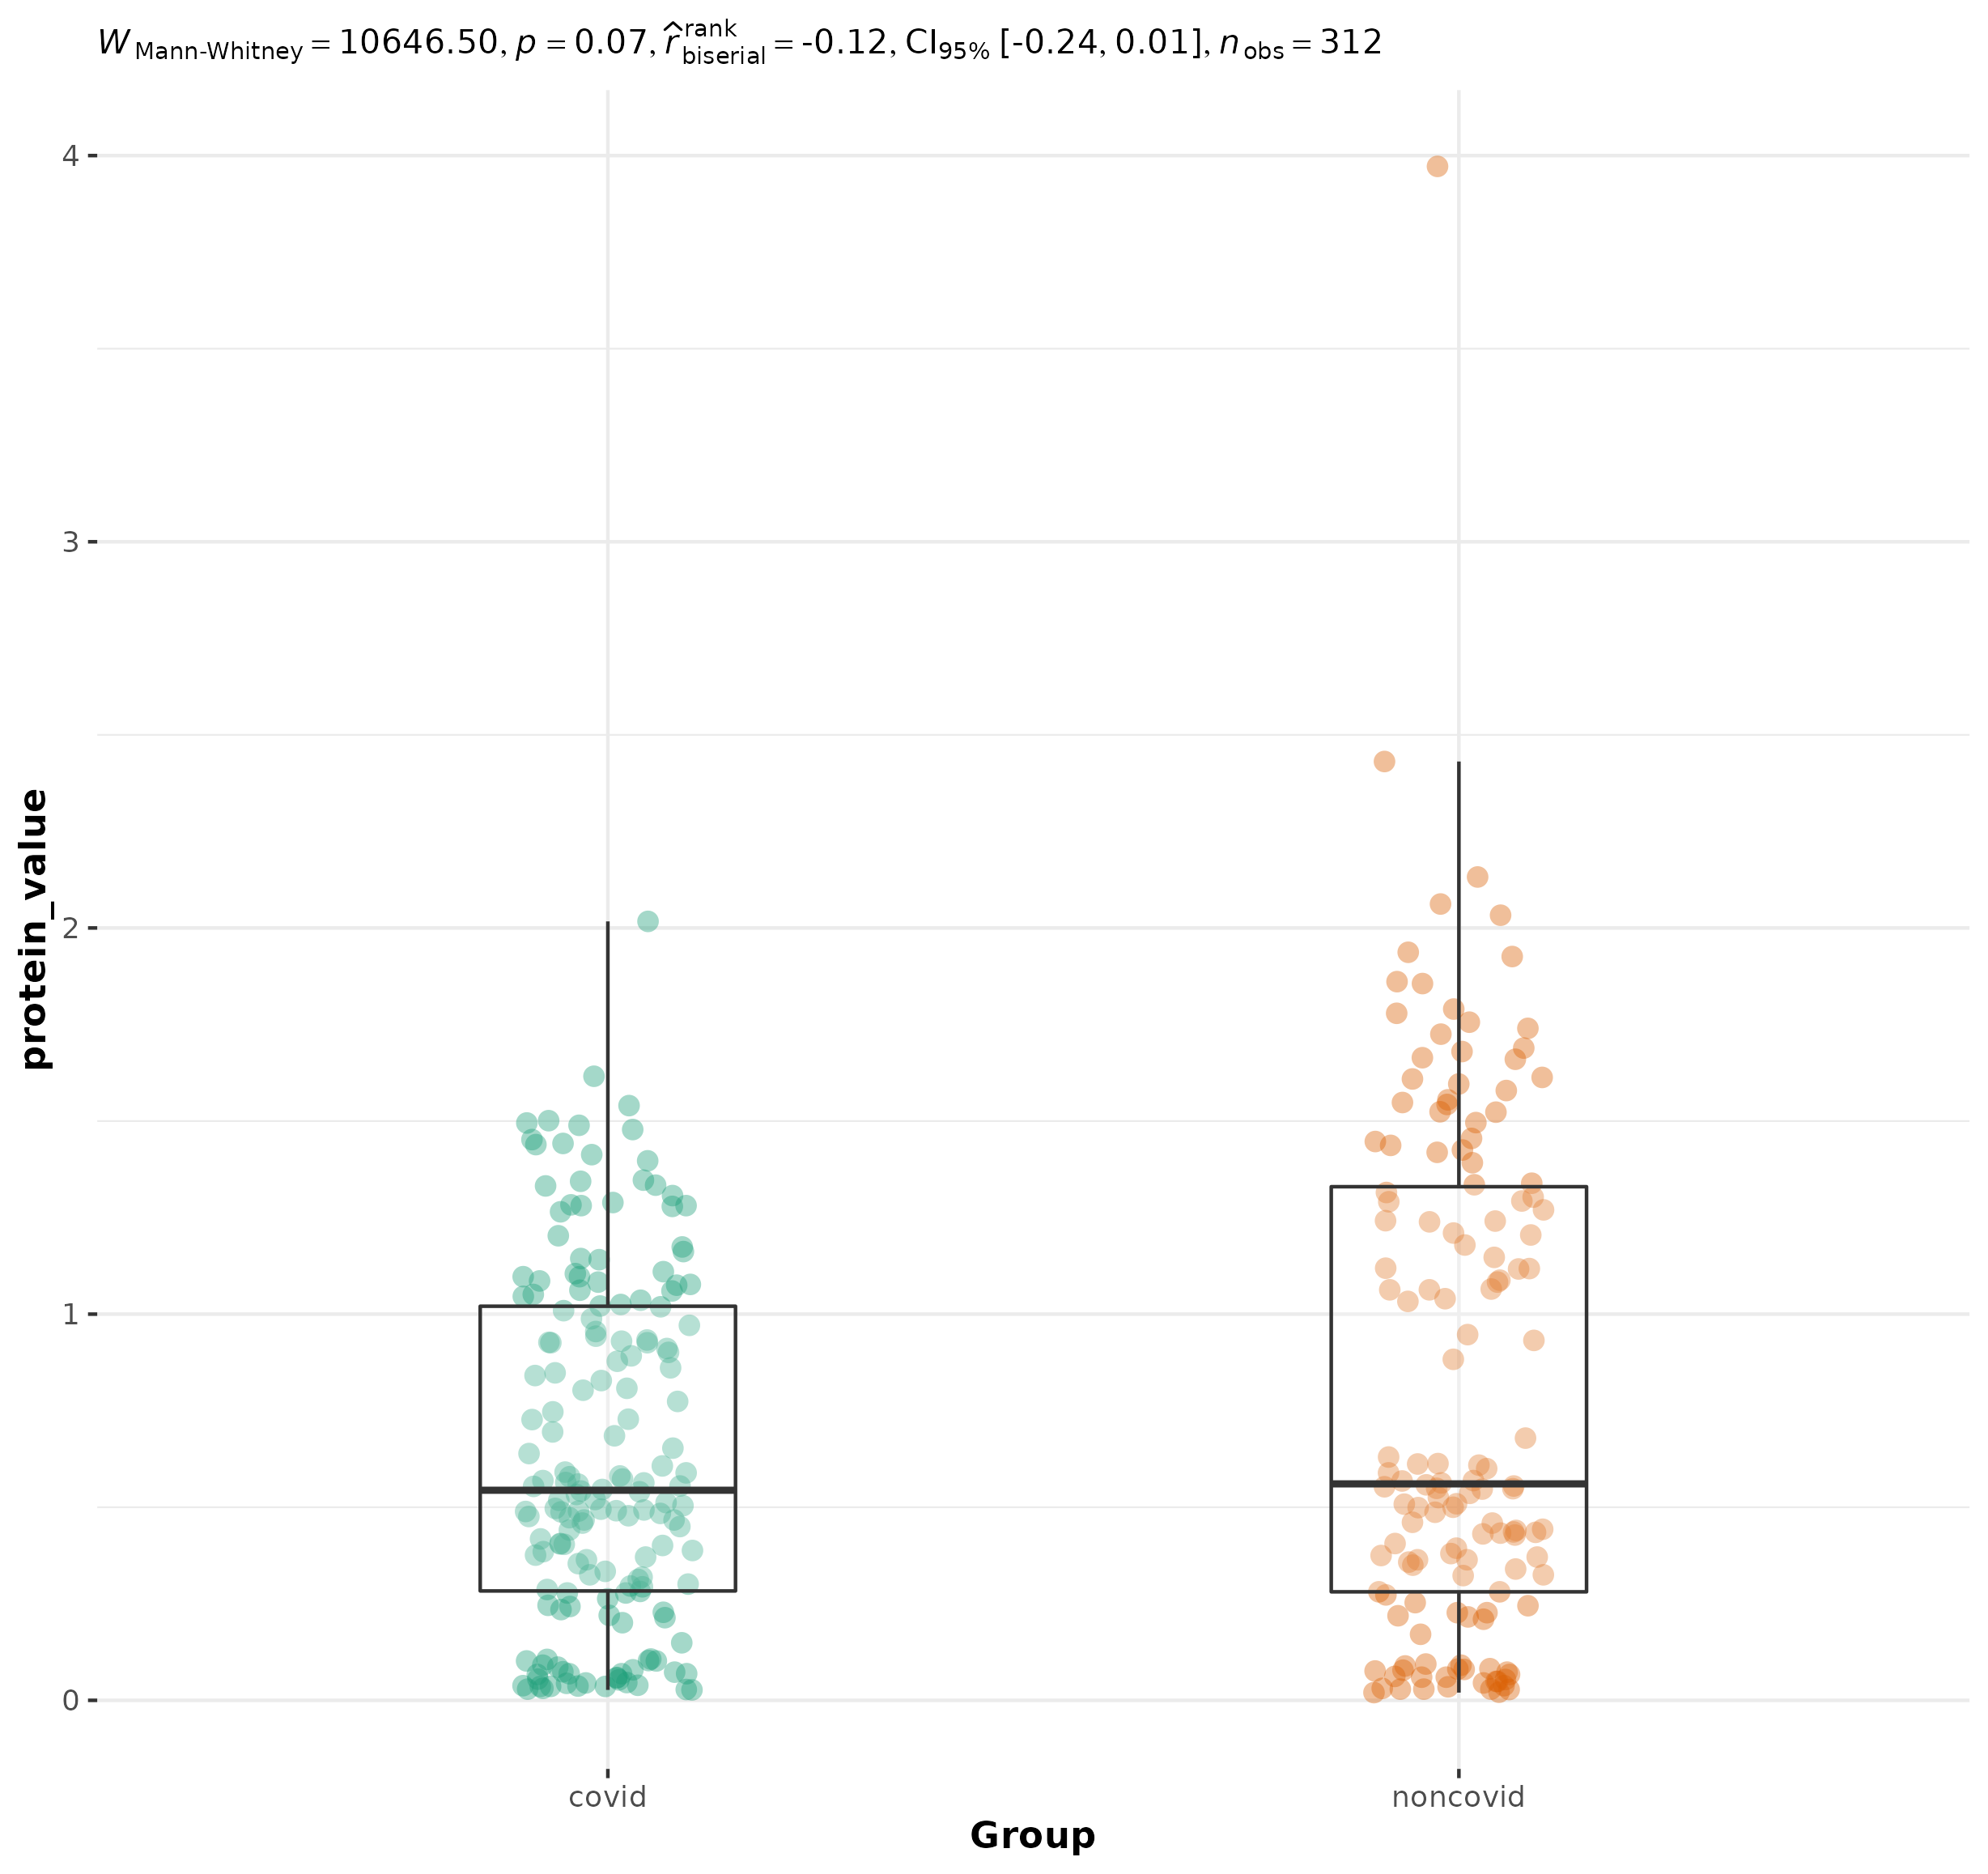 W Mann-Whitney = 10646.50, p = 0.07, r̂ rank biserial = -0.12, CI95% [-0.24, 0.01], n obs = 312
4
3
2
1
0
protein_value
covid noncovid
Group